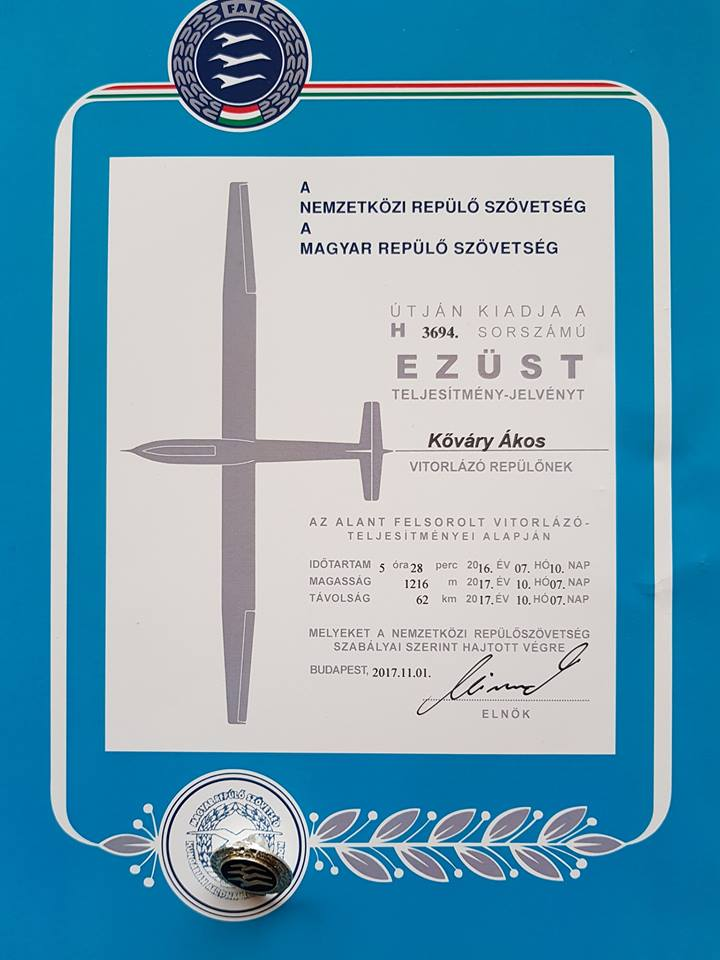 FAI
A
NEMZETKÖZI REPÜLŐ SZÖVETSÉG
A
MAGYAR REPÜLŐ SZÖVETSÉG
ÚTJÁN KIADJA A
H 3694. SORSZÁMÚ
EZÜST
TELJESÍTMÉNY-JELVÉNYT
Kőváry Ákos
VITORLÁZÓ REPÜLŐNEK
AZ ALANT FELSOROLT VITORLÁZÓ-
TELJESÍTMÉNYEI ALAPJÁN
IDŐTARTAM 5 óra 28 perc 2016. ÉV 07. HÓ 10. NAP
MAGASSÁG 1216 m 2017. ÉV 10. HÓ 07. NAP
TÁVOLSÁG 62 km 2017. ÉV 10. HÓ 07. NAP
MELYEKET A NEMZETKÖZI REPÜLŐSZÖVETSÉG
SZABÁLYAI SZERINT HAJTOTT VÉGRE
BUDAPEST, 2017.11.01.
ELNÖK
MAGYAR REPÜLŐ SZÖVETSÉG